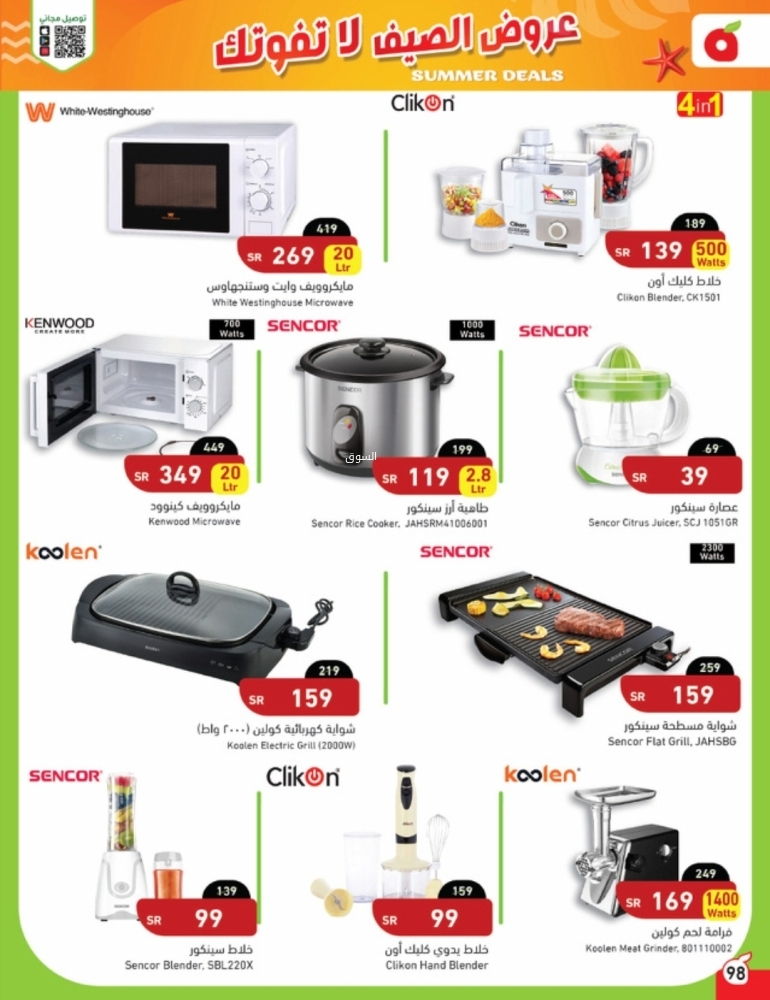 توصيل مجاني
عروض الصيف لا تفوتك
SUMMER DEALS
White-Westinghouse
419
SR 269
20 Ltr
مايكروويف وايت وستنجهاوس
White Westinghouse Microwave
Clikon
4 in 1
189
SR 139
500 Watts
خلاط كليك أون
Clikon Blender, CK1501
KENWOOD
CREATE MORE
700 Watts
449
SR 349
20 Ltr
مايكروويف كينوود
Kenwood Microwave
SENCOR
1000 Watts
السوق
199
SR 119
2.8 Ltr
طاهية أرز سينكور
Sencor Rice Cooker, JAHSRM41006001
SENCOR
69
SR 39
عصارة سينكور
Sencor Citrus Juicer, SCJ 1051GR
koolen
219
SR 159
شواية كهربائية كولين (٢٠٠٠ واط)
Koolen Electric Grill (2000W)
SENCOR
2300 Watts
259
SR 159
شواية مسطحة سينكور
Sencor Flat Grill, JAHSBG
SENCOR
139
SR 99
خلاط سينكور
Sencor Blender, SBL220X
Clikon
159
SR 99
خلاط يدوي كليك أون
Clikon Hand Blender
koolen
249
SR 169
1400 Watts
فرامة لحم كولين
Koolen Meat Grinder, 801110002
98